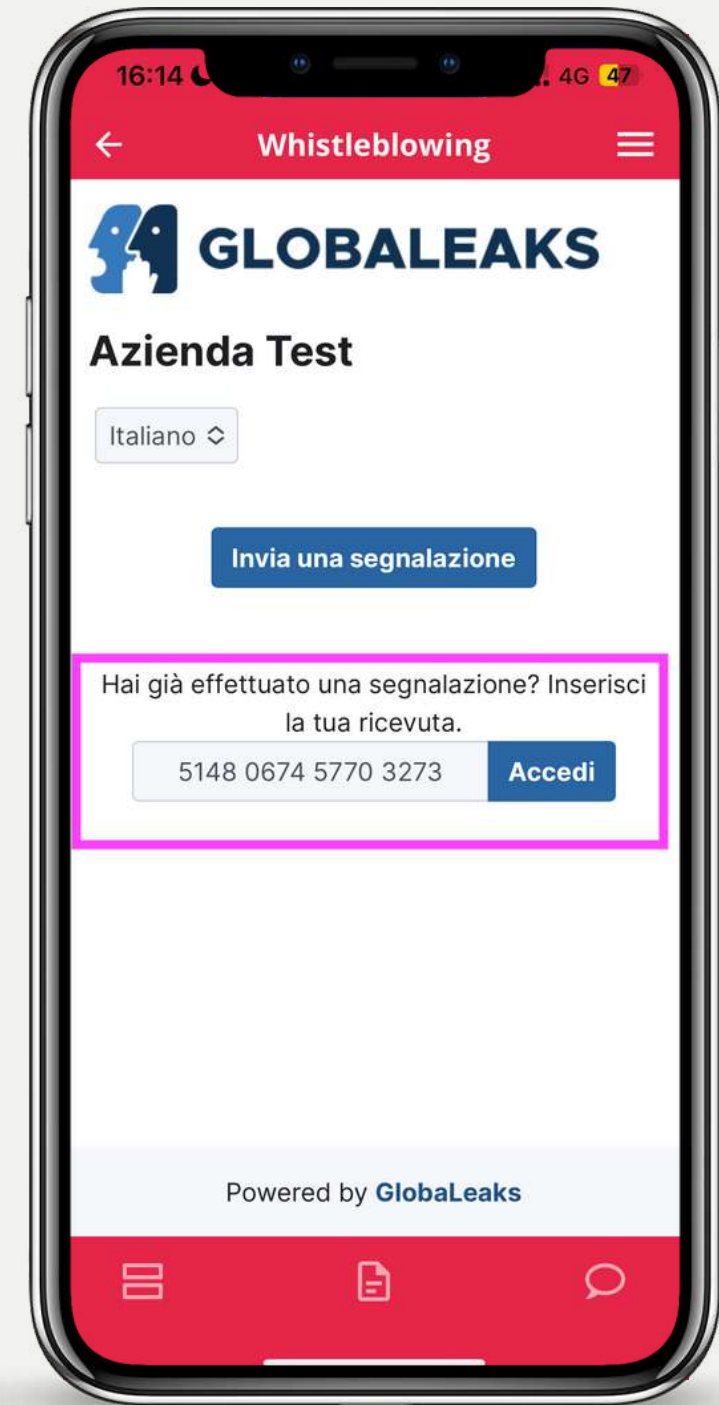 16:14
4G 47
Whistleblowing
GLOBALEAKS
Azienda Test
Italiano
Invia una segnalazione
Hai già effettuato una segnalazione? Inserisci
la tua ricevuta.
5148 0674 5770 3273 Accedi
Powered by GlobaLeaks